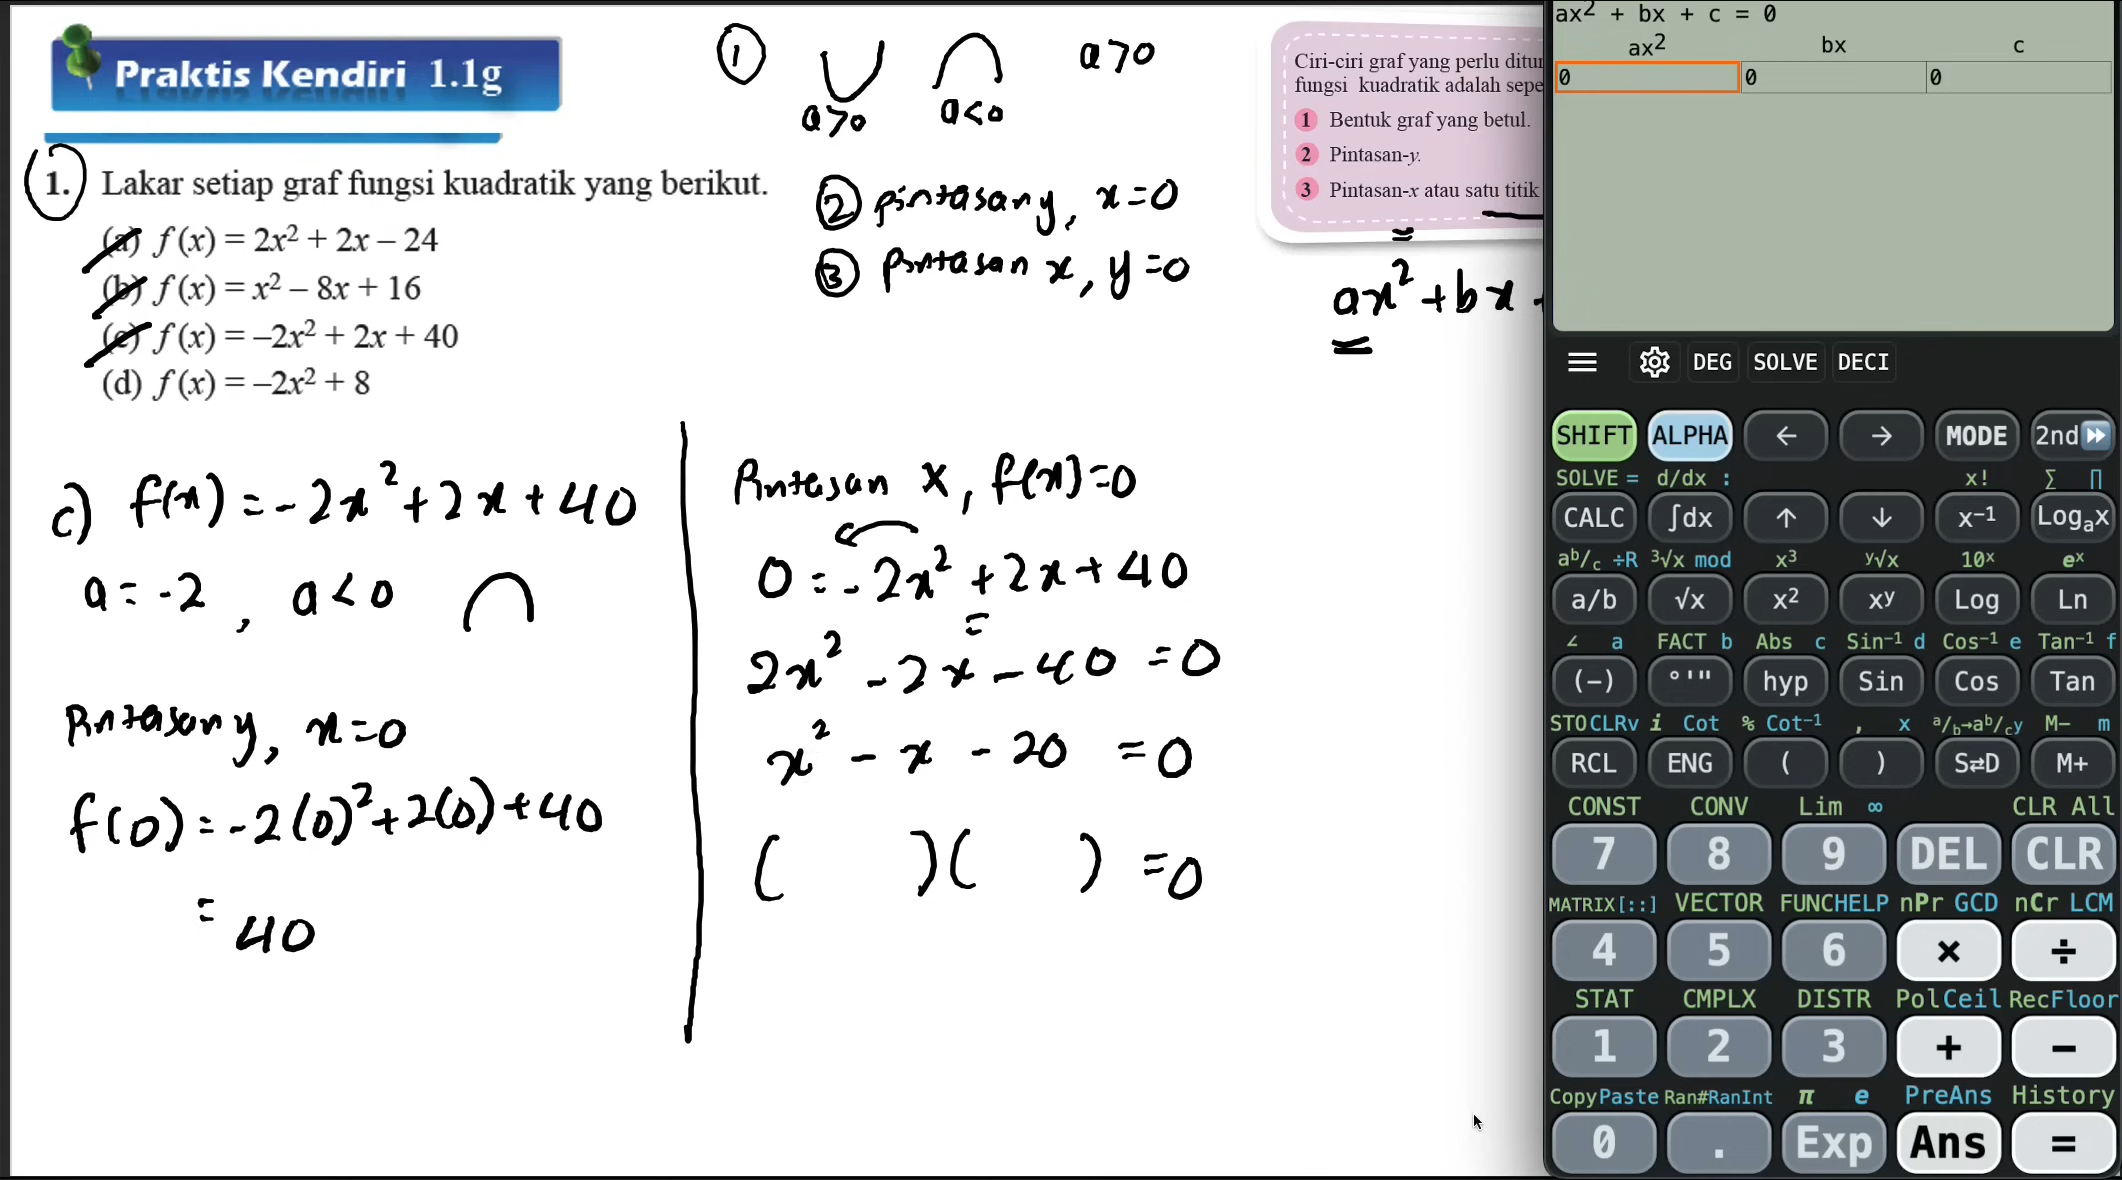 Praktis Kendiri 1.1g
1. Lakar setiap graf fungsi kuadratik yang berikut.
(a) f(x) = 2x² + 2x – 24
(b) f(x) = x² – 8x + 16
(c) f(x) = –2x² + 2x + 40
(d) f(x) = –2x² + 8
① a>0
a>0 a<0
② pintasan y, x=0
③ Pintasan x, y=0
Ciri-ciri graf yang perlu
fungsi kuadratik adalah
1 Bentuk graf yang betul.
2 Pintasan-y.
3 Pintasan-x atau satu titik
ax² + bx
c) f(x) = -2x² + 2x + 40
a = -2, a < 0
Pintasan y, x=0
f(0) = -2(0)² + 2(0) + 40
= 40
Pintasan x, f(x)=0
0 = -2x² + 2x + 40
2x² - 2x - 40 = 0
x² - x - 20 = 0
( )( ) = 0
ax² + bx + c = 0
ax² bx c
0 0 0
DEG SOLVE DECI
SHIFT ALPHA ← → MODE 2nd
SOLVE = d/dx : x! ∑ ∏
CALC ∫dx ↑ ↓ x⁻¹ Logₐx
aᵇ/c ÷R ³√x mod x³ ʸ√x 10ˣ eˣ
a/b √x x² xʸ Log Ln
∠ a FACT b Abs c Sin⁻¹ d Cos⁻¹ e Tan⁻¹ f
(−) °'" hyp Sin Cos Tan
STO CLRv i Cot % Cot⁻¹ , x a/b→aᵇ/c y M− m
RCL ENG ( ) S⇄D M+
CONST CONV Lim ∞ CLR All
7 8 9 DEL CLR
MATRIX[::] VECTOR FUNC HELP nPr GCD nCr LCM
4 5 6 × ÷
STAT CMPLX DISTR Pol Ceil Rec Floor
1 2 3 + −
Copy Paste Ran# RanInt π e PreAns History
0 . Exp Ans =